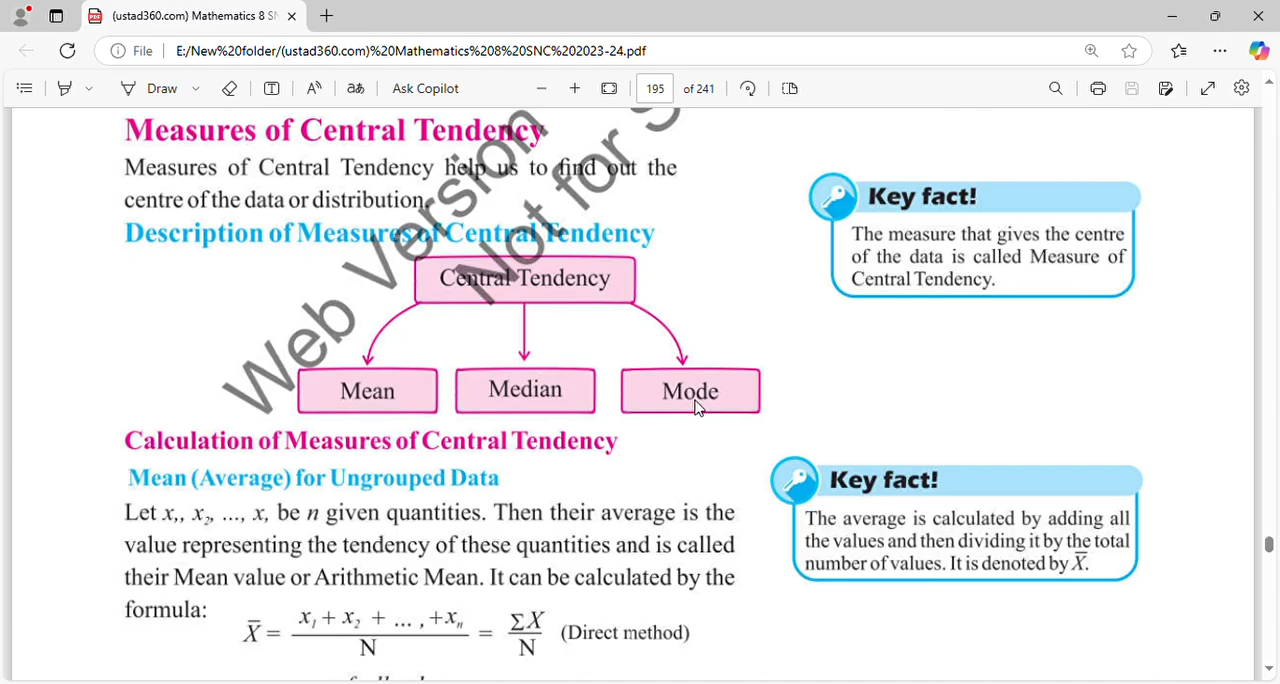 (ustad360.com) Mathematics 8 SN
File
E:/New%20folder/(ustad360.com)%20Mathematics%208%20SNC%202023-24.pdf
Draw
aあ
Ask Copilot
195 of 241
Measures of Central Tendency
Measures of Central Tendency help us to find out the
centre of the data or distribution.
Description of Measures of Central Tendency
Central Tendency
Mean
Median
Mode
Key fact!
The measure that gives the centre
of the data is called Measure of
Central Tendency.
Calculation of Measures of Central Tendency
Mean (Average) for Ungrouped Data
Let x,, x₂, ..., x, be n given quantities. Then their average is the
value representing the tendency of these quantities and is called
their Mean value or Arithmetic Mean. It can be calculated by the
formula:
X̅ = x₁ + x₂ + ... , +xₙ / N = ΣX / N (Direct method)
Key fact!
The average is calculated by adding all
the values and then dividing it by the total
number of values. It is denoted by X̅.
Web Version
Not for S